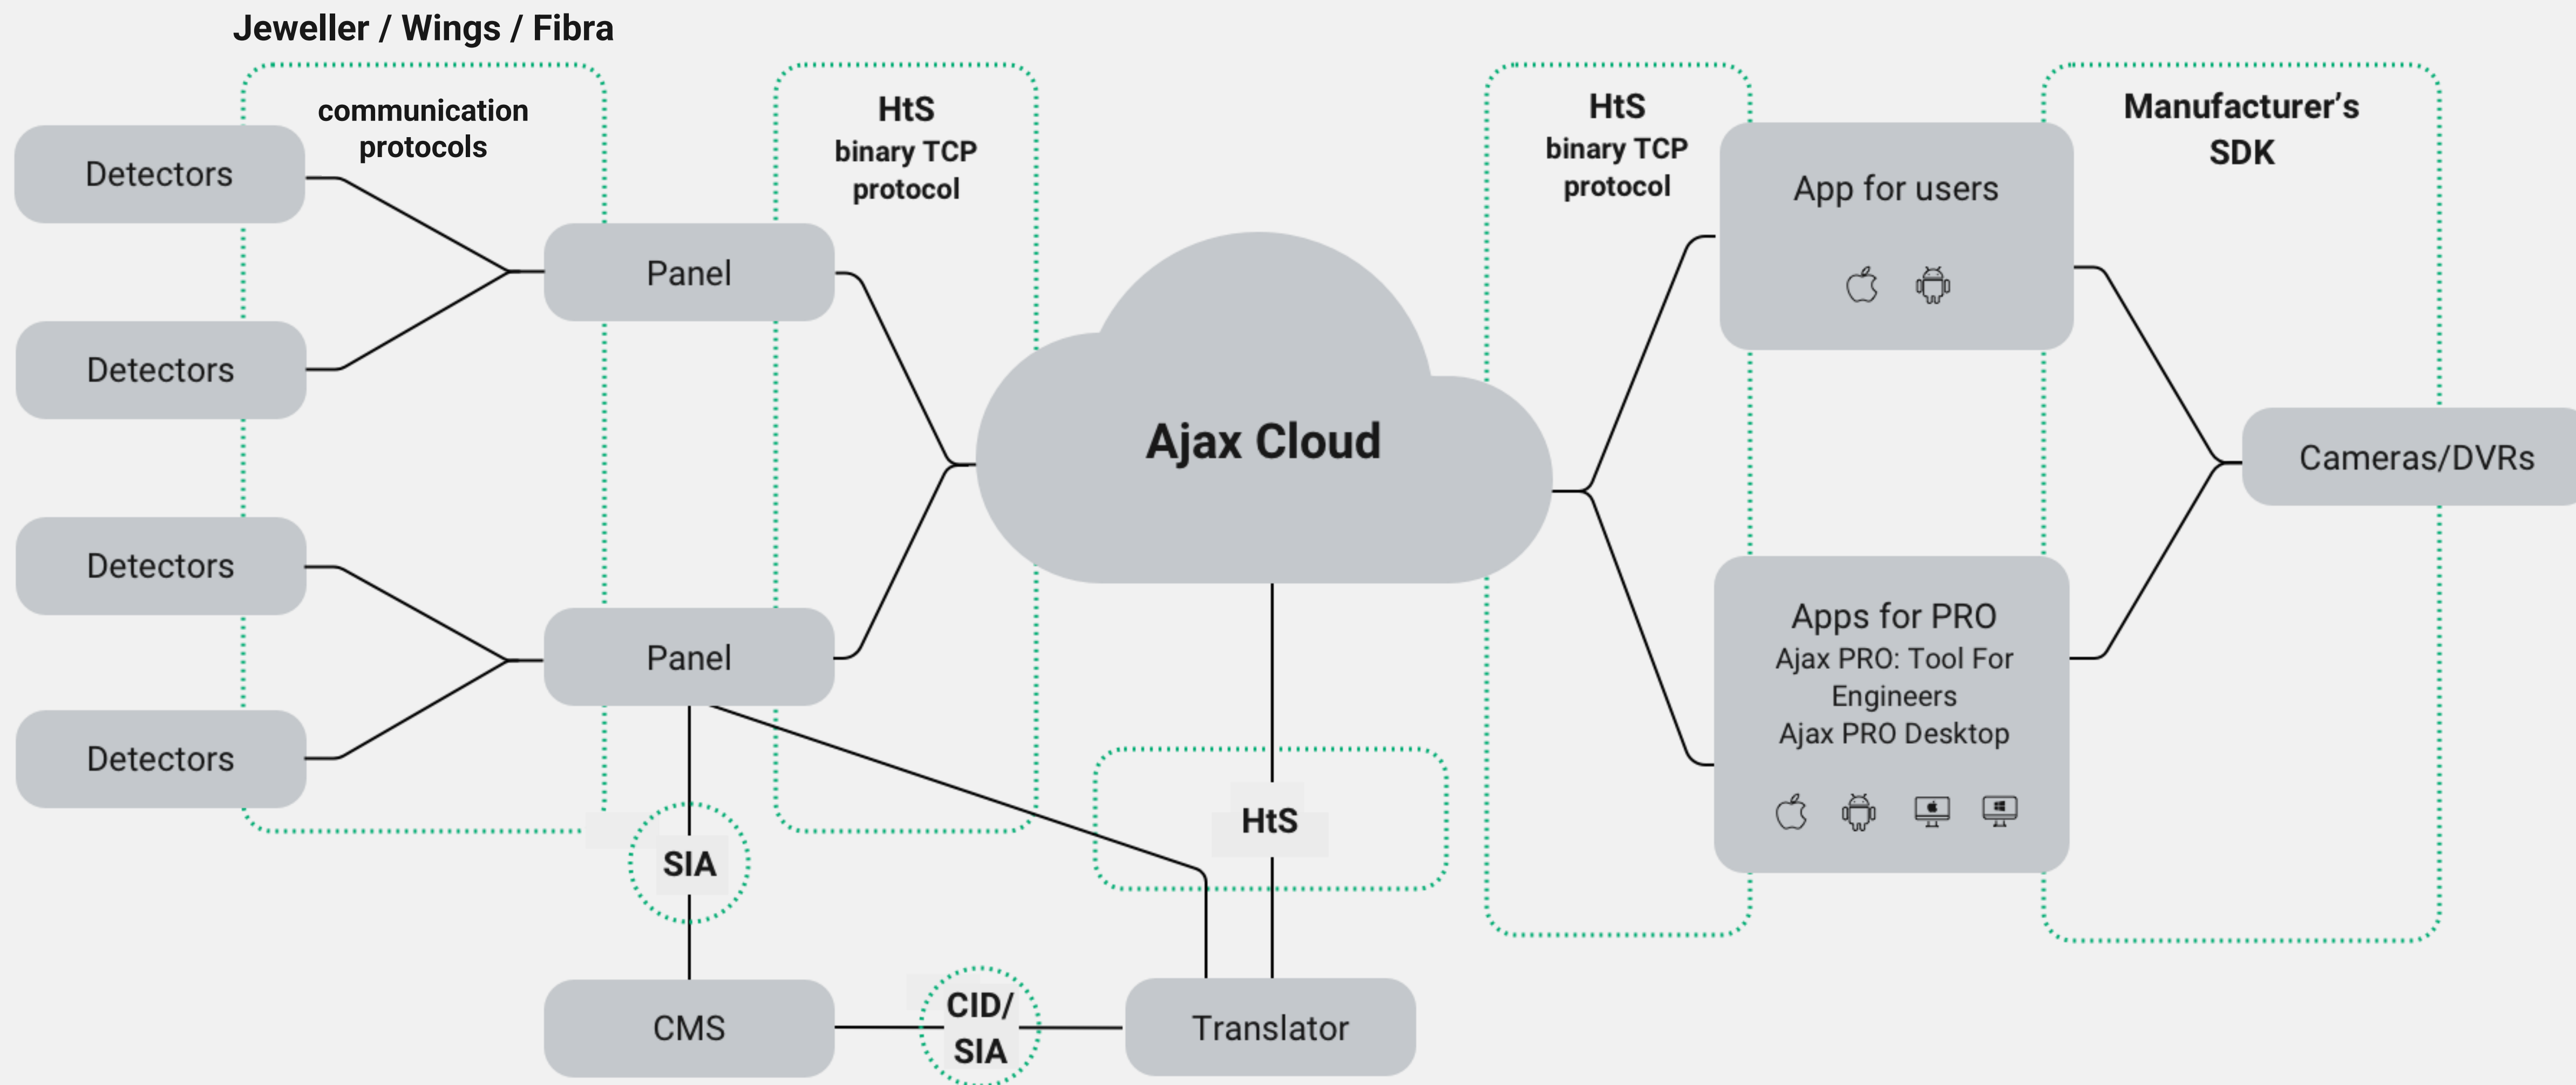 Jeweller / Wings / Fibra
communication
protocols
Detectors
Detectors
Detectors
Detectors
Panel
Panel
HtS
binary TCP
protocol
Ajax Cloud
HtS
binary TCP
protocol
App for users
Apps for PRO
Ajax PRO: Tool For
Engineers
Ajax PRO Desktop
Manufacturer’s
SDK
Cameras/DVRs
SIA
HtS
CMS
CID/
SIA
Translator